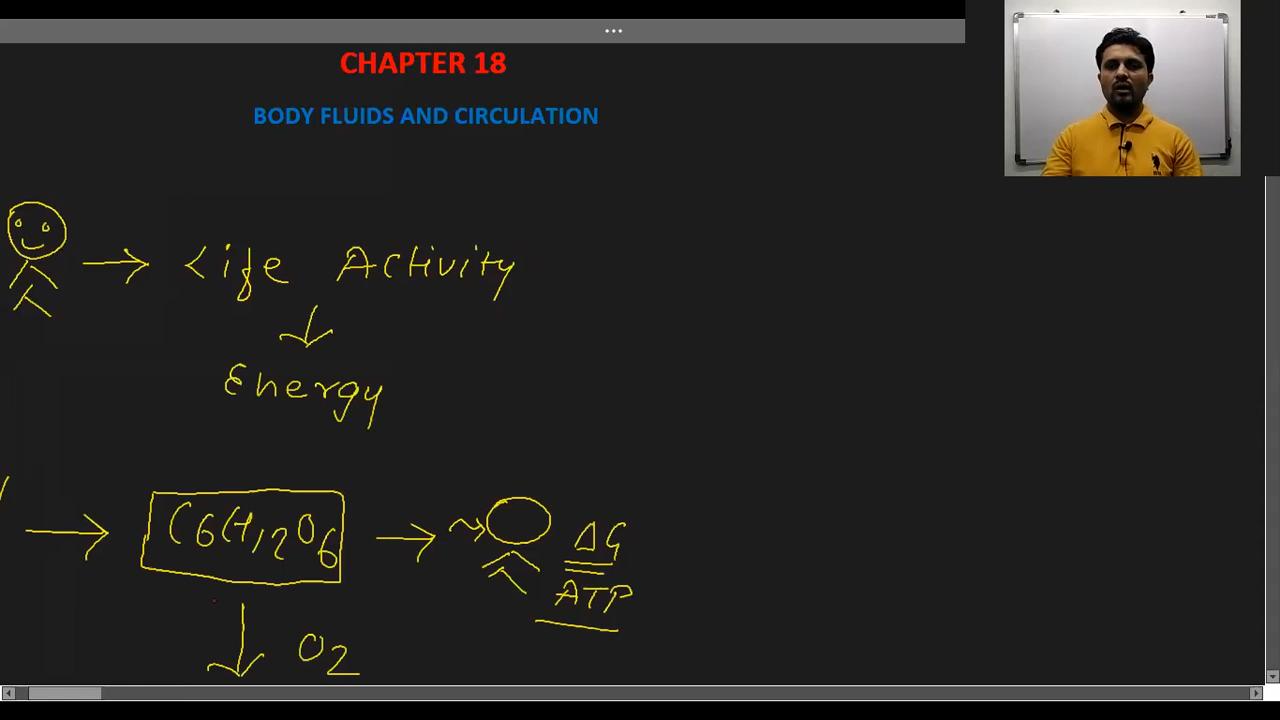 CHAPTER 18
BODY FLUIDS AND CIRCULATION
Life Activity
Energy
C6H12O6
ΔG
ATP
O2